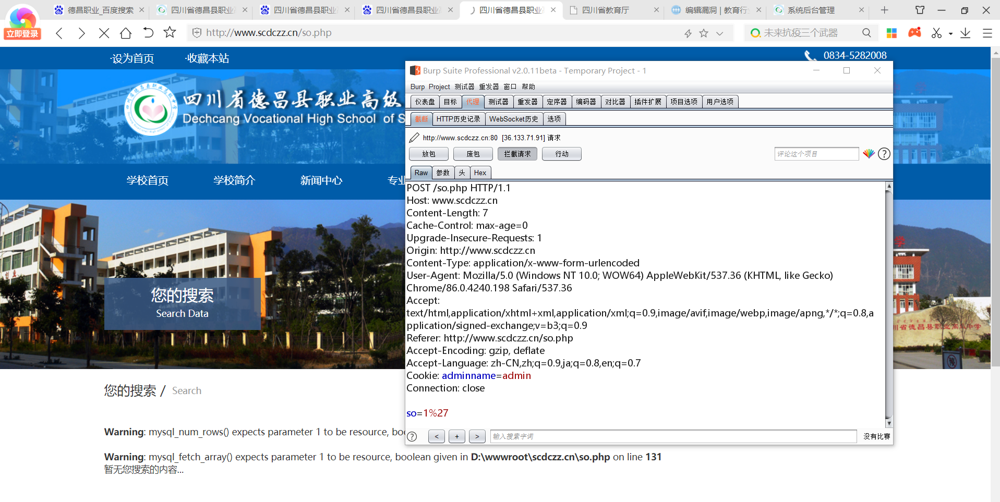 德昌职业_百度搜索
四川省德昌县职业
四川省德昌县职业
四川省德昌县职业
四川省德昌县职业
四川省教育厅
编辑漏洞 | 教育行
系统后台管理
立即登录
http://www.scdczz.cn/so.php
未来抗疫三个武器
·设为首页
·收藏本站
0834-5282008
四川省德昌县职业高级
Dechcang Vocational High School of S
学校首页
学校简介
新闻中心
专业
您的搜索
Search Data
您的搜索 / Search
Warning: mysql_num_rows() expects parameter 1 to be resource, boo
Warning: mysql_fetch_array() expects parameter 1 to be resource, boolean given in D:\wwwroot\scdczz.cn\so.php on line 131
暂无您搜索的内容...
Burp Suite Professional v2.0.11beta - Temporary Project - 1
Burp Project 测试器 重发器 窗口 帮助
仪表盘 目标 代理 测试器 重发器 定序器 编码器 对比器 插件扩展 项目选项 用户选项
截断 HTTP历史记录 WebSocket历史 选项
http://www.scdczz.cn:80 [36.133.71.91] 请求
放包 废包 拦截请求 行动
评论这个项目
Raw 参数 头 Hex
POST /so.php HTTP/1.1
Host: www.scdczz.cn
Content-Length: 7
Cache-Control: max-age=0
Upgrade-Insecure-Requests: 1
Origin: http://www.scdczz.cn
Content-Type: application/x-www-form-urlencoded
User-Agent: Mozilla/5.0 (Windows NT 10.0; WOW64) AppleWebKit/537.36 (KHTML, like Gecko)
Chrome/86.0.4240.198 Safari/537.36
Accept:
text/html,application/xhtml+xml,application/xml;q=0.9,image/avif,image/webp,image/apng,*/*;q=0.8,a
pplication/signed-exchange;v=b3;q=0.9
Referer: http://www.scdczz.cn/so.php
Accept-Encoding: gzip, deflate
Accept-Language: zh-CN,zh;q=0.9,ja;q=0.8,en;q=0.7
Cookie: adminname=admin
Connection: close
so=1%27
< + >
输入搜索字词
没有比赛
川省德昌县职业高级中学